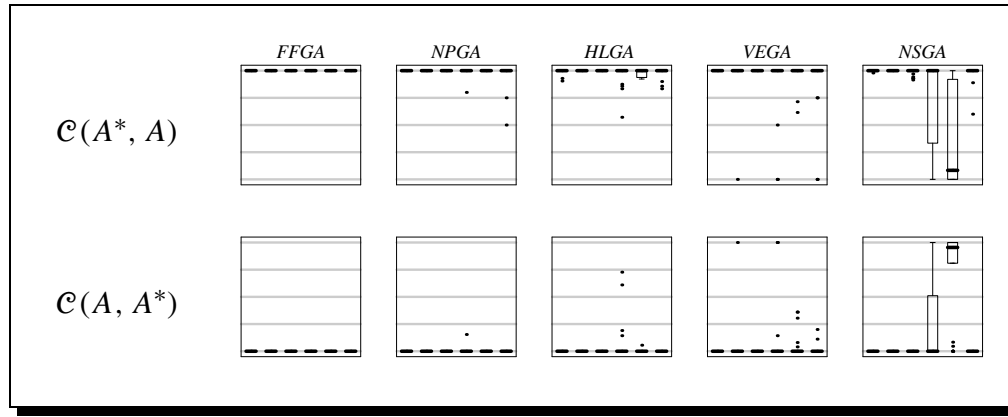 FFGA NPGA HLGA VEGA NSGA
𝒞(A*, A)
𝒞(A, A*)